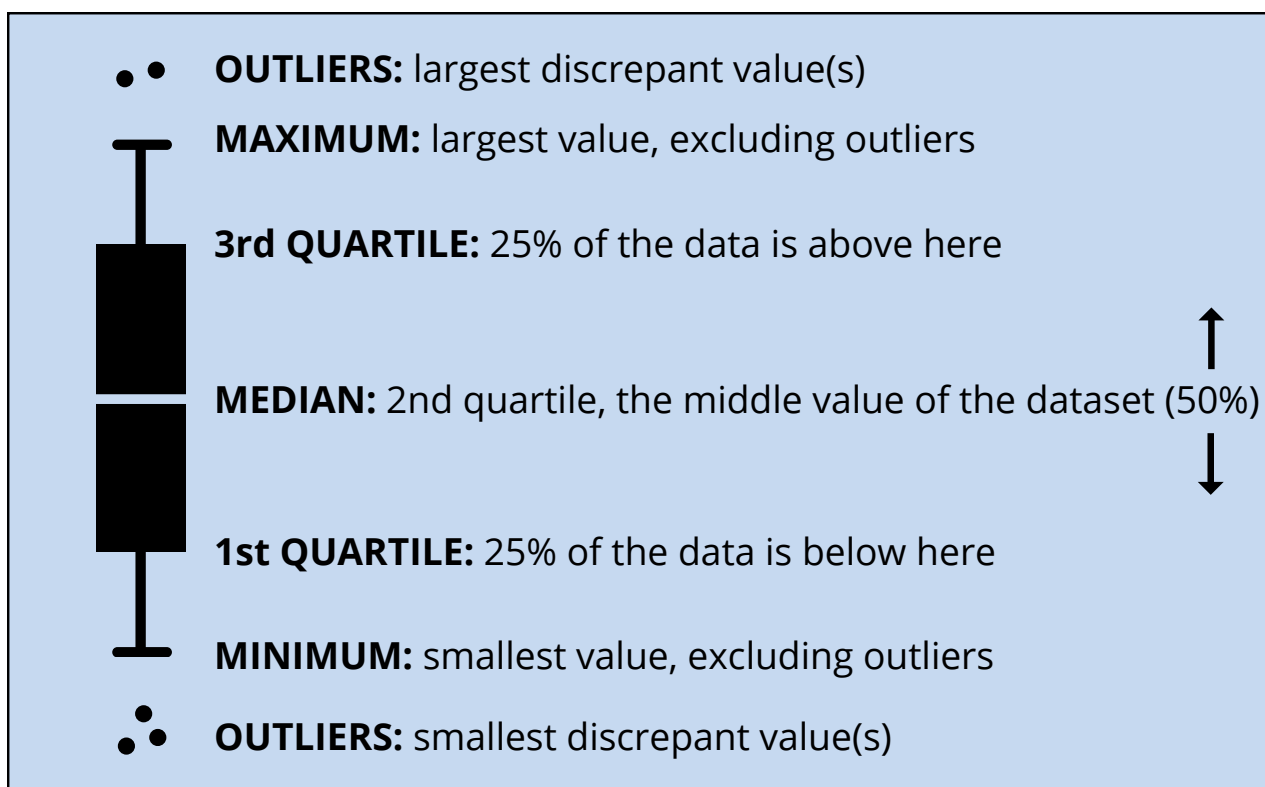 OUTLIERS: largest discrepant value(s)
MAXIMUM: largest value, excluding outliers
3rd QUARTILE: 25% of the data is above here
MEDIAN: 2nd quartile, the middle value of the dataset (50%)
1st QUARTILE: 25% of the data is below here
MINIMUM: smallest value, excluding outliers
OUTLIERS: smallest discrepant value(s)